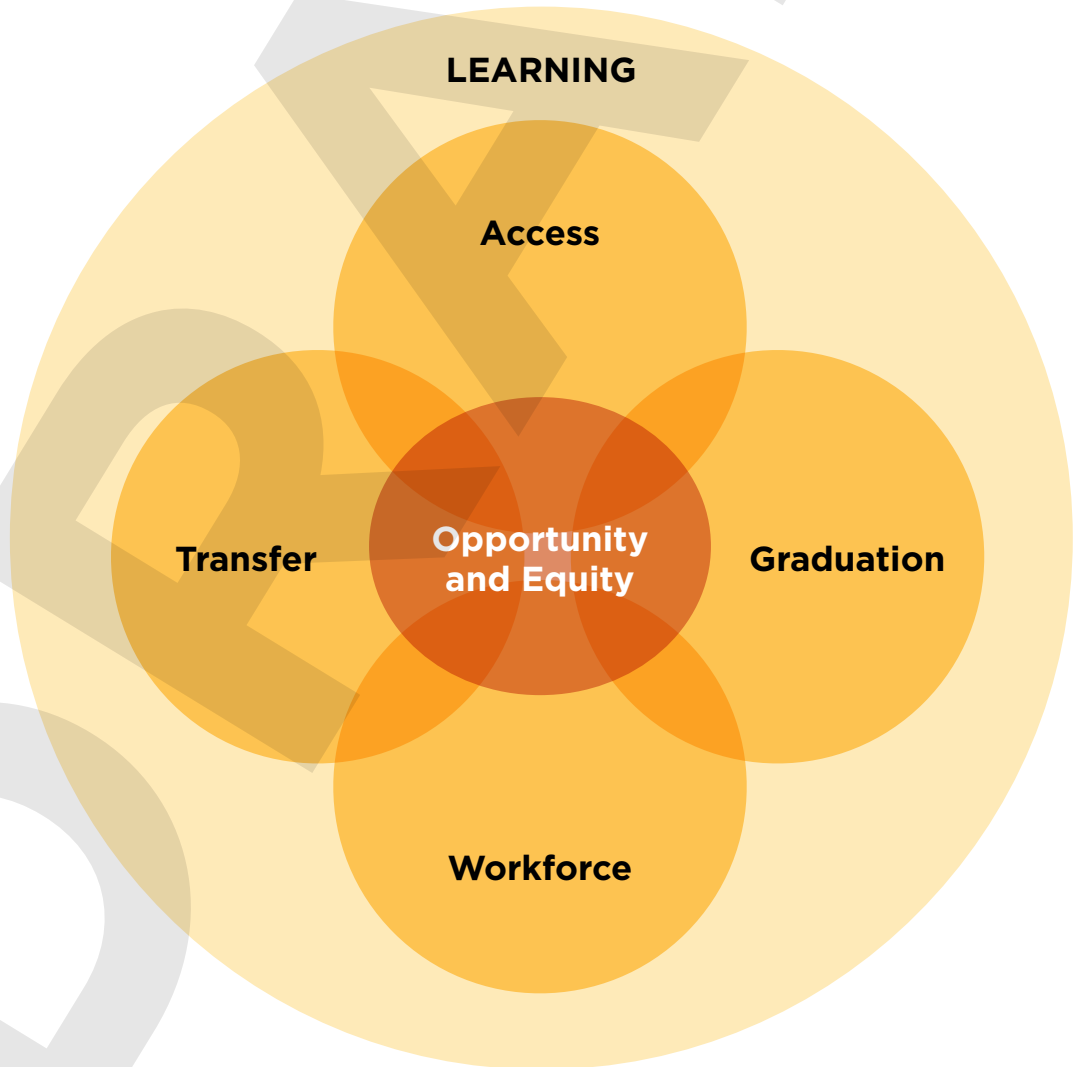 LEARNING
Access
Opportunity
and Equity
Transfer
Graduation
Workforce